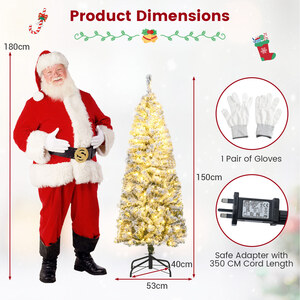 Product Dimensions
180cm
1 Pair of Gloves
150cm
Safe Adapter with
350 CM Cord Length
40cm
53cm